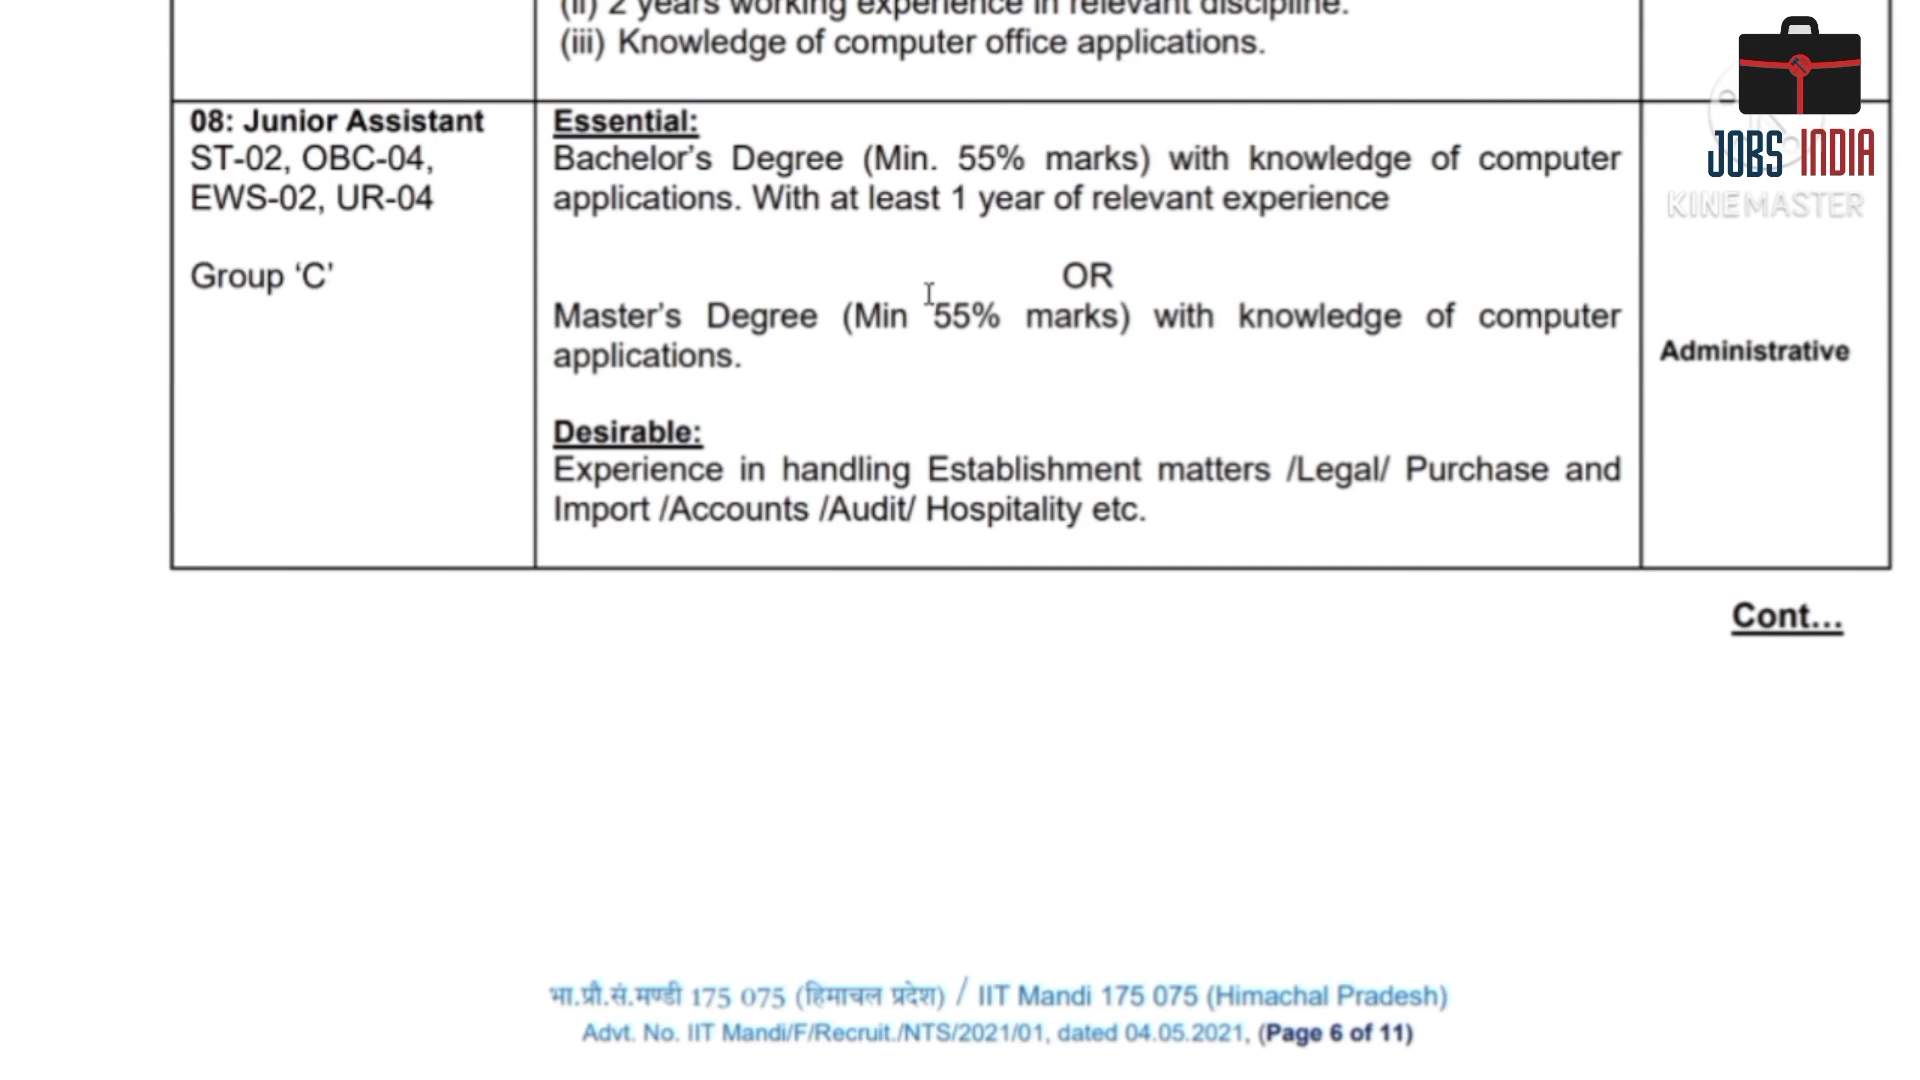 (ii) 2 years working experience in relevant discipline.
(iii) Knowledge of computer office applications.
JOBS INDIA
KINEMASTER
08: Junior Assistant
ST-02, OBC-04,
EWS-02, UR-04
Group ‘C’
Essential:
Bachelor’s Degree (Min. 55% marks) with knowledge of computer
applications. With at least 1 year of relevant experience
OR
Master’s Degree (Min 55% marks) with knowledge of computer
applications.
Desirable:
Experience in handling Establishment matters /Legal/ Purchase and
Import /Accounts /Audit/ Hospitality etc.
Administrative
Cont...
भा.प्रौ.सं.मण्डी 175 075 (हिमाचल प्रदेश) / IIT Mandi 175 075 (Himachal Pradesh)
Advt. No. IIT Mandi/F/Recruit./NTS/2021/01, dated 04.05.2021, (Page 6 of 11)